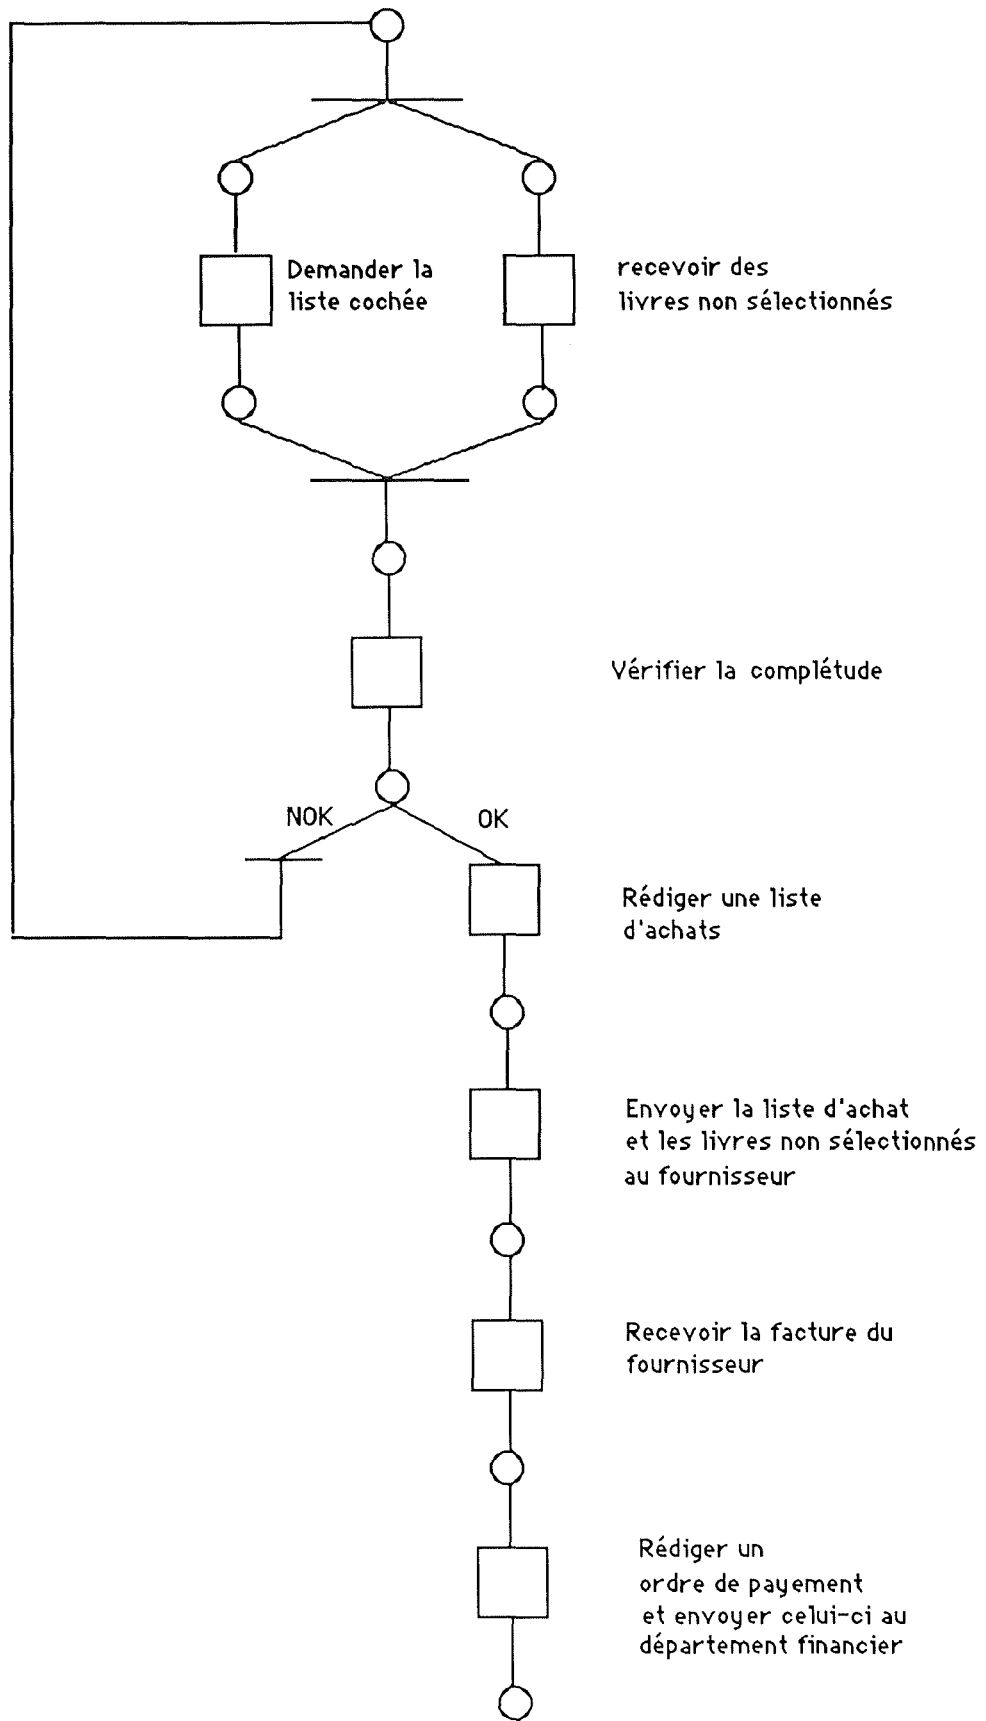 Demander la
liste cochée
recevoir des
livres non sélectionnés
Vérifier la complétude
NOK
OK
Rédiger une liste
d'achats
Envoyer la liste d'achat
et les livres non sélectionnés
au fournisseur
Recevoir la facture du
fournisseur
Rédiger un
ordre de payement
et envoyer celui-ci au
département financier